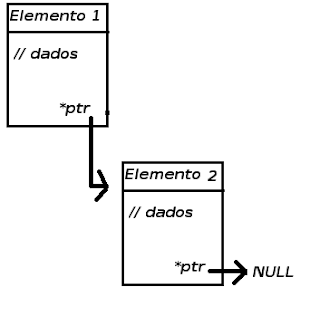 Elemento 1
// dados
*ptr
Elemento 2
// dados
*ptr
NULL